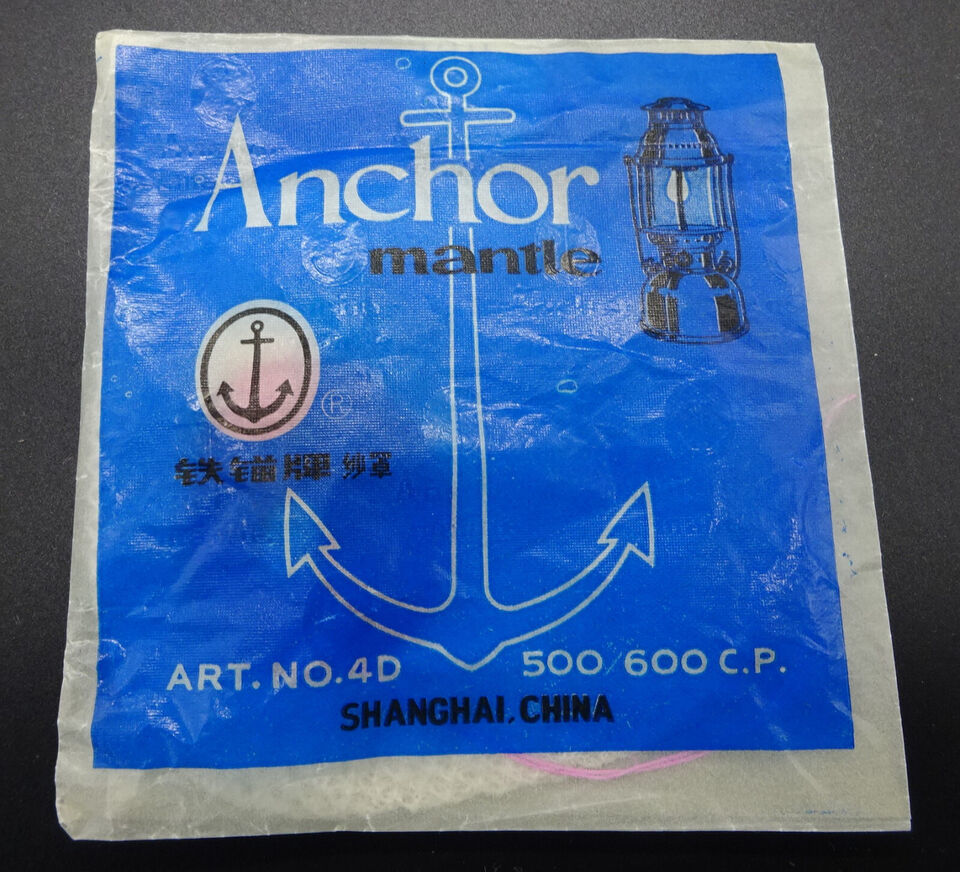 Anchor
mantle
®
铁锚牌 纱罩
ART. NO. 4D
500/600 C.P.
SHANGHAI, CHINA